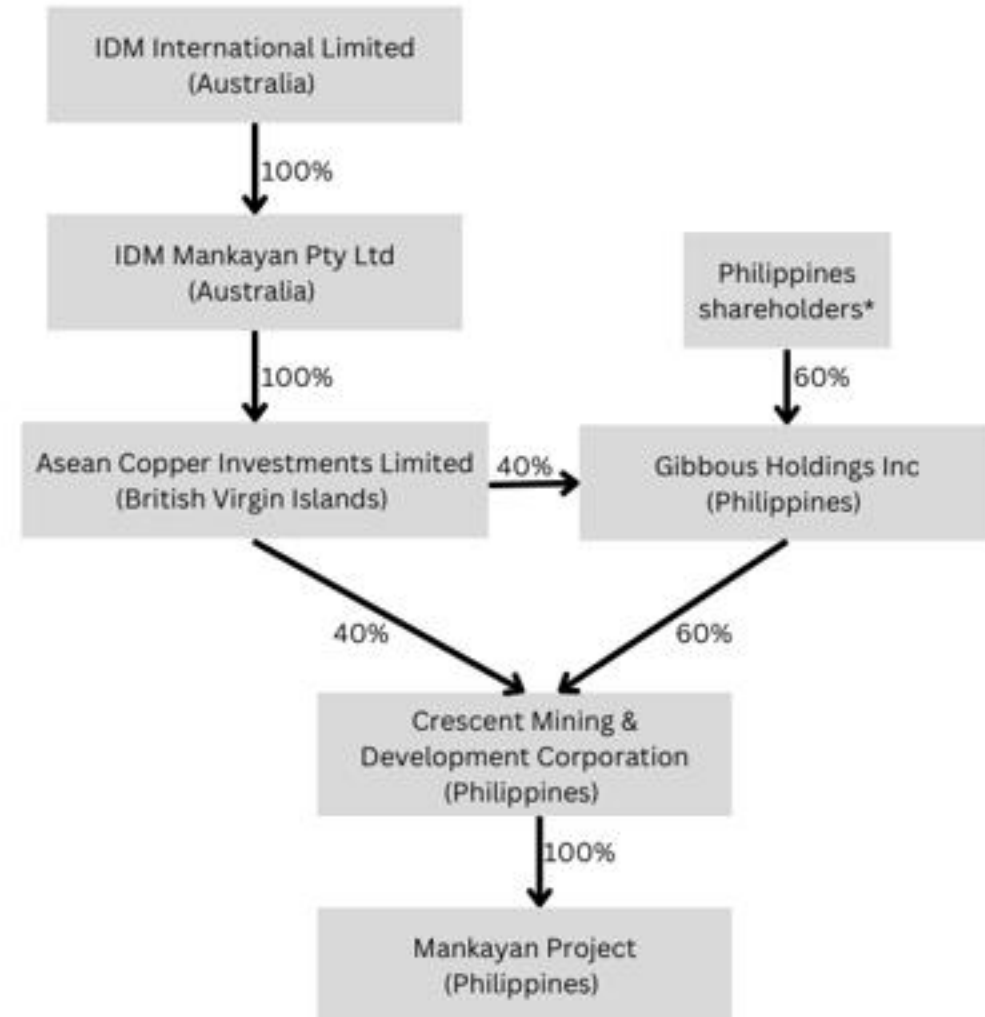 IDM International Limited
(Australia)
100%
IDM Mankayan Pty Ltd
(Australia)
Philippines
shareholders*
100%
60%
Asean Copper Investments Limited
(British Virgin Islands)
40%
Gibbous Holdings Inc
(Philippines)
40%
60%
Crescent Mining &
Development Corporation
(Philippines)
100%
Mankayan Project
(Philippines)